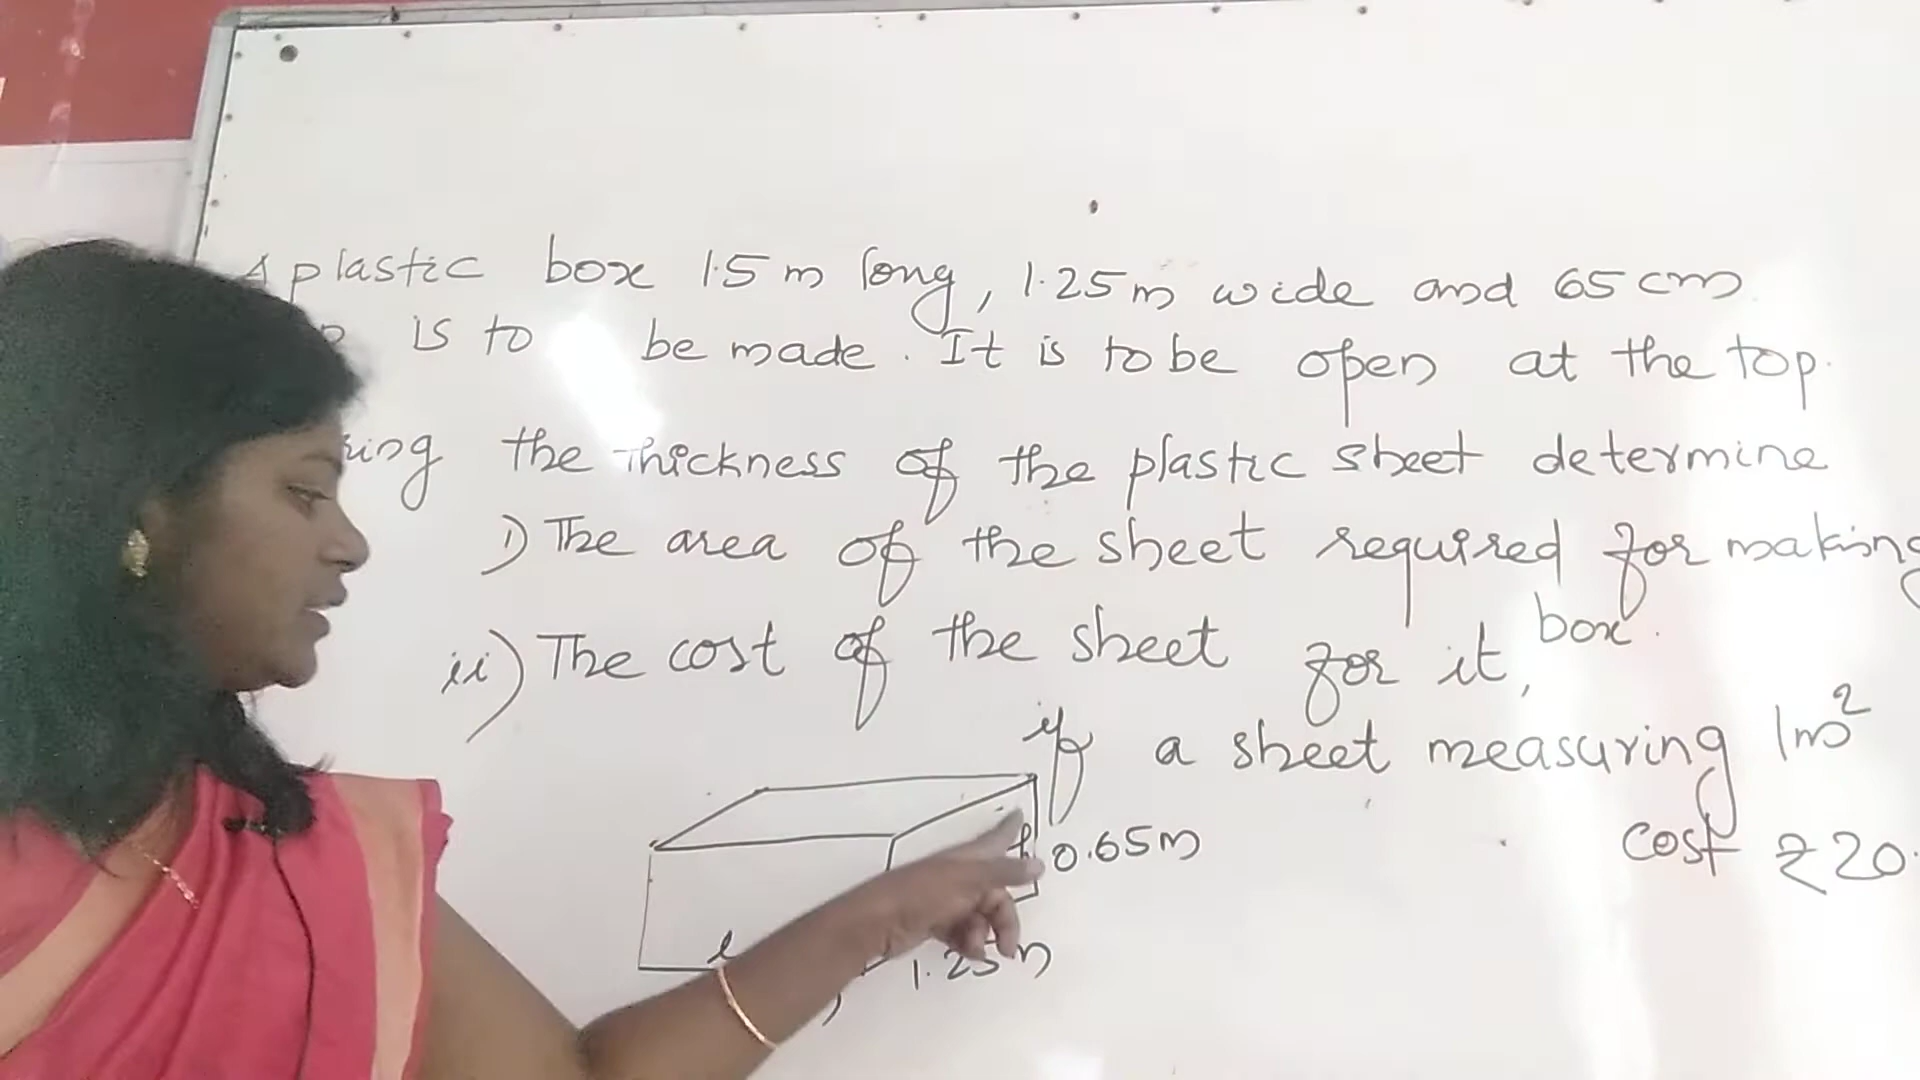 A plastic box 1.5 m long, 1.25 m wide and 65 cm
is to be made. It is to be open at the top.
the thickness of the plastic sheet determine
i) The area of the sheet required for making
box.
ii) The cost of the sheet for it,
if a sheet measuring 1m²
cost ₹20.
h 0.65m
l
1.25m